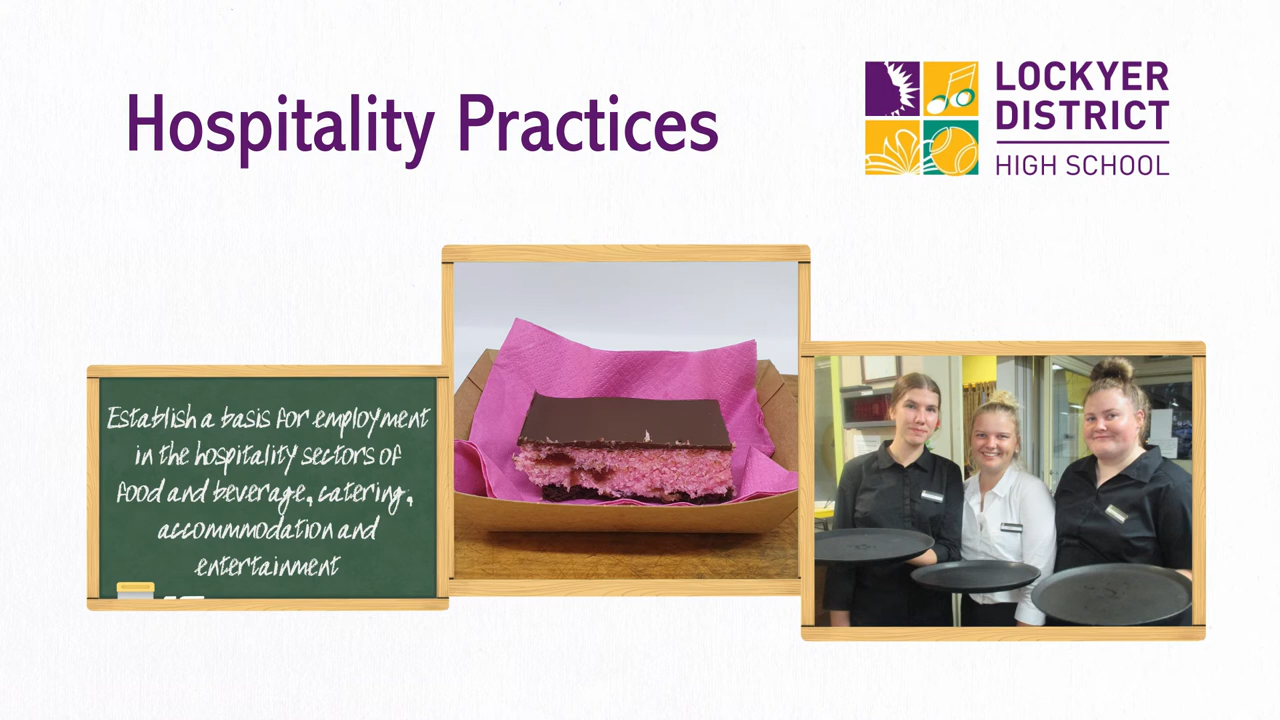 Hospitality Practices
LOCKYER
DISTRICT
HIGH SCHOOL
Establish a basis for employment
in the hospitality sectors of
food and beverage, catering,
accommmodation and
entertainment